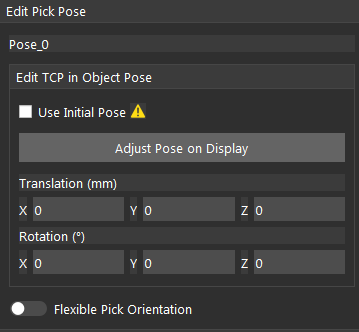 Edit Pick Pose
Pose_0
Edit TCP in Object Pose
Use Initial Pose
Adjust Pose on Display
Translation (mm)
X 0 Y 0 Z 0
Rotation (°)
X 0 Y 0 Z 0
Flexible Pick Orientation